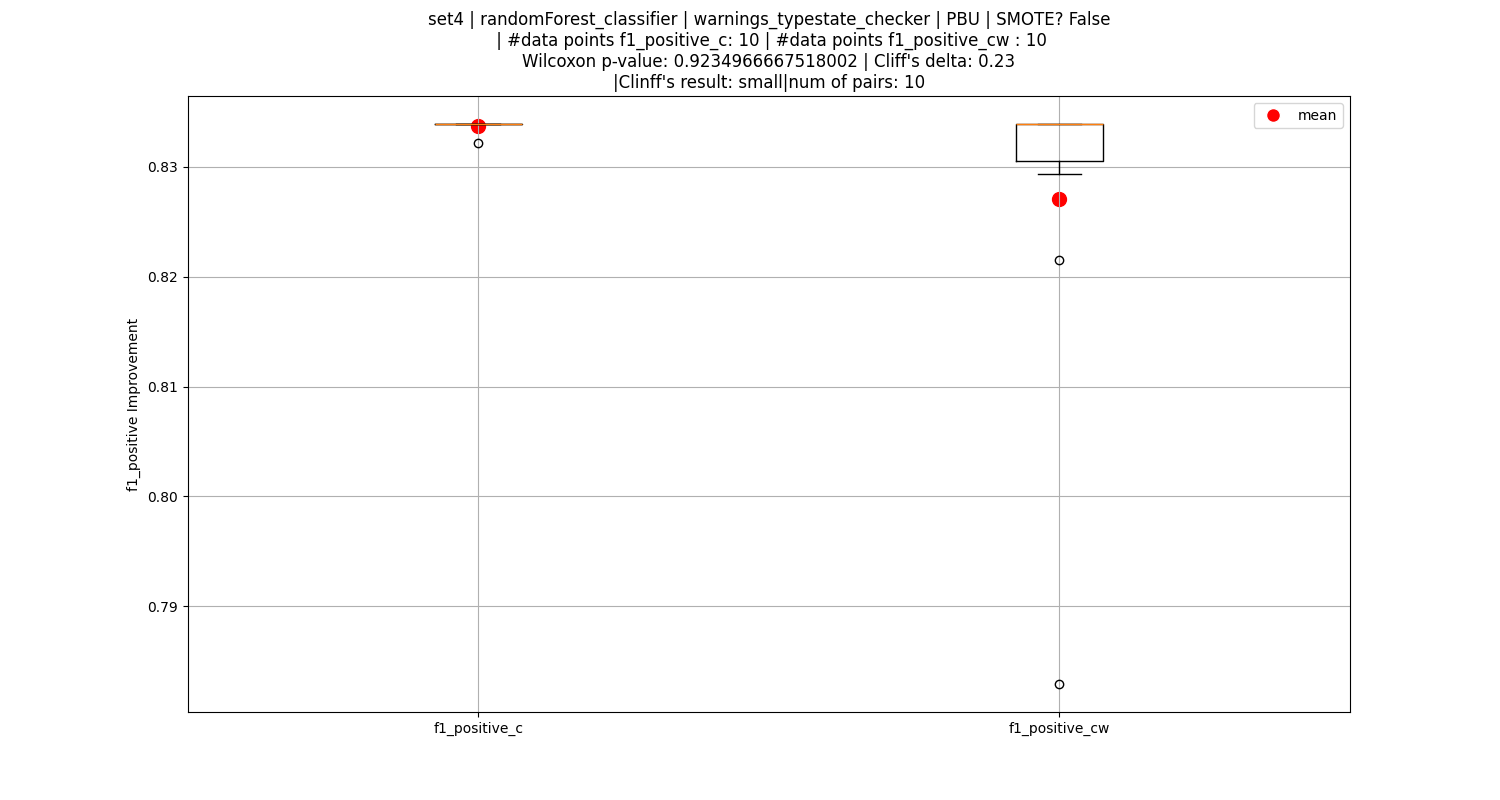 set4 | randomForest_classifier | warnings_typestate_checker | PBU | SMOTE? False
| #data points f1_positive_c: 10 | #data points f1_positive_cw : 10
Wilcoxon p-value: 0.9234966667518002 | Cliff's delta: 0.23
|Clinff's result: small|num of pairs: 10
mean
0.83
0.82
0.81
0.80
0.79
f1_positive Improvement
f1_positive_c
f1_positive_cw